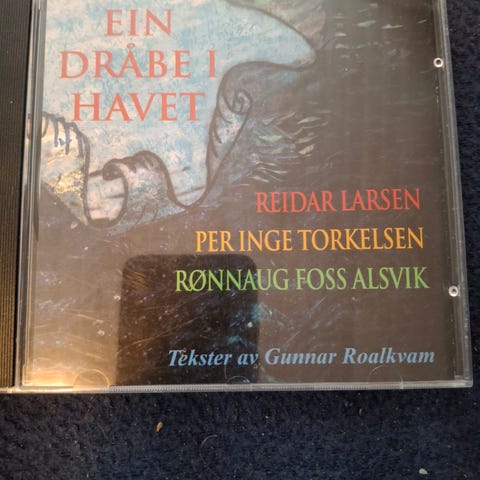 EIN
DRÅBE I
HAVET
REIDAR LARSEN
PER INGE TORKELSEN
RØNNAUG FOSS ALSVIK
Tekster av Gunnar Roalkvam